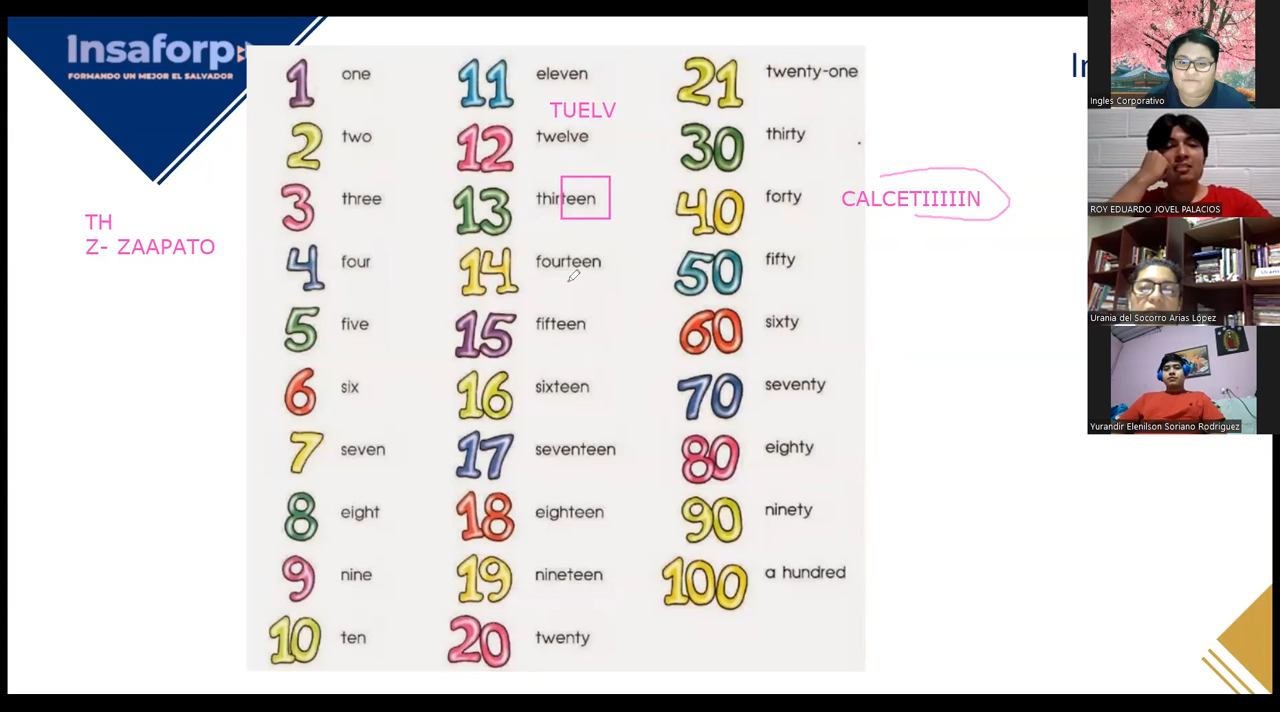 Insaforp
FORMANDO UN MEJOR EL SALVADOR
In
1 one
2 two
3 three
4 four
5 five
6 six
7 seven
8 eight
9 nine
10 ten
11 eleven
TUELV
12 twelve
13 thirteen
14 fourteen
15 fifteen
16 sixteen
17 seventeen
18 eighteen
19 nineteen
20 twenty
21 twenty-one
30 thirty
40 forty
50 fifty
60 sixty
70 seventy
80 eighty
90 ninety
100 a hundred
TH
Z- ZAAPATO
CALCETIIIIIN
Ingles Corporativo
ROY EDUARDO JOVEL PALACIOS
Urania del Socorro Arias López
Yurandir Elenilson Soriano Rodriguez